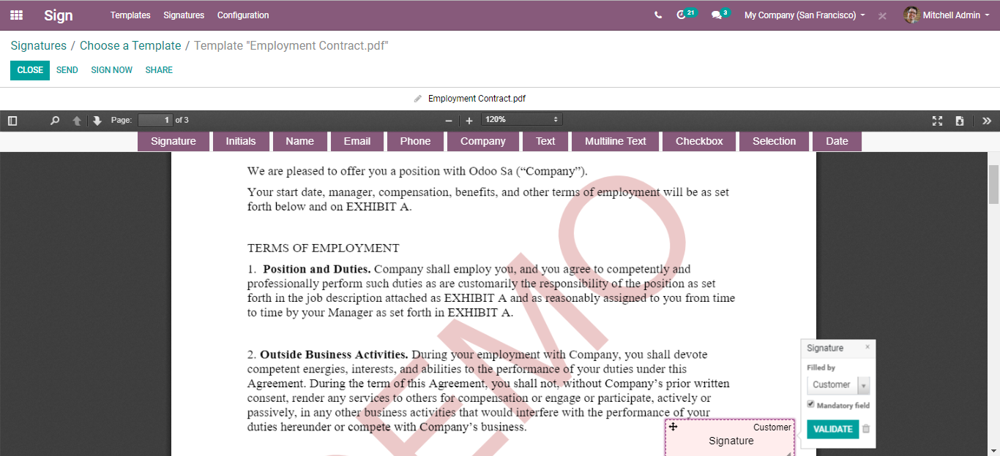 Sign Templates Signatures Configuration 21 3 My Company (San Francisco) Mitchell Admin
Signatures / Choose a Template / Template "Employment Contract.pdf"
CLOSE SEND SIGN NOW SHARE
Employment Contract.pdf
Page: 1 of 3 120%
Signature Initials Name Email Phone Company Text Multiline Text Checkbox Selection Date
We are pleased to offer you a position with Odoo Sa (“Company”).
Your start date, manager, compensation, benefits, and other terms of employment will be as set
forth below and on EXHIBIT A.
TERMS OF EMPLOYMENT
1. Position and Duties. Company shall employ you, and you agree to competently and
professionally perform such duties as are customarily the responsibility of the position as set
forth in the job description attached as EXHIBIT A and as reasonably assigned to you from time
to time by your Manager as set forth in EXHIBIT A.
2. Outside Business Activities. During your employment with Company, you shall devote
competent energies, interests, and abilities to the performance of your duties under this
Agreement. During the term of this Agreement, you shall not, without Company’s prior written
consent, render any services to others for compensation or engage or participate, actively or
passively, in any other business activities that would interfere with the performance of your
duties hereunder or compete with Company’s business.
EMO
Customer
Signature
Signature
Filled by
Customer
Mandatory field
VALIDATE